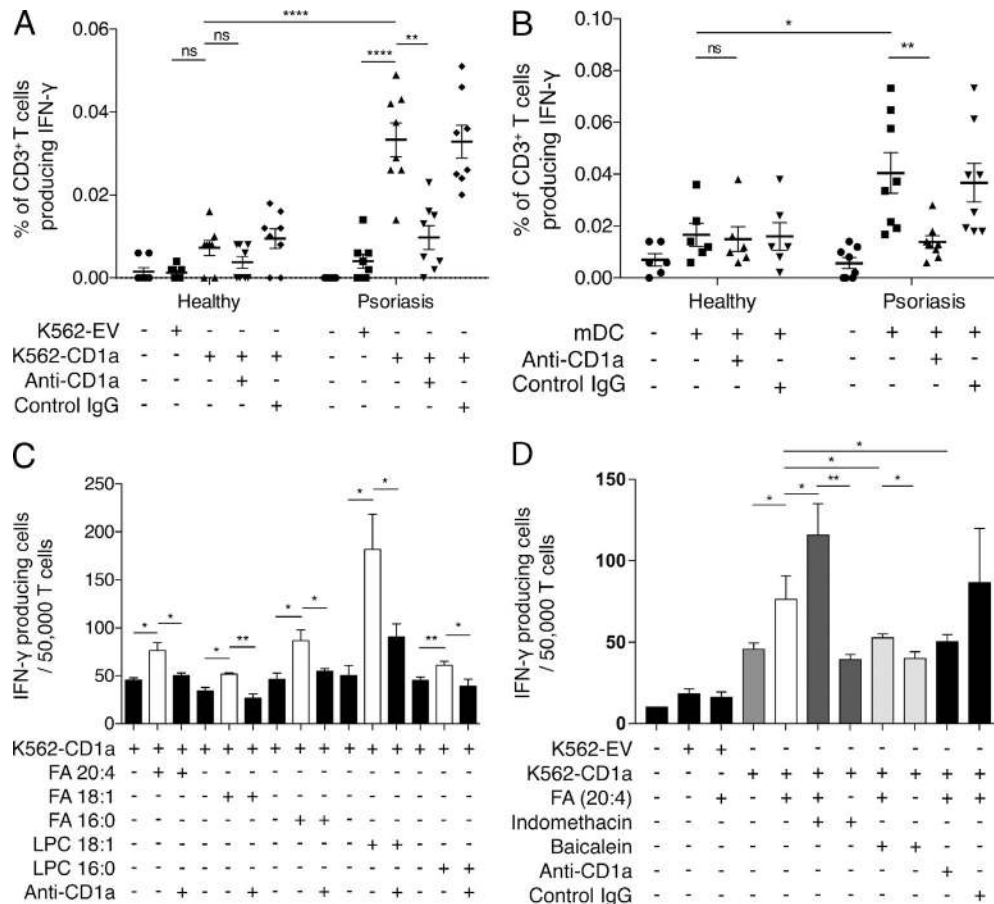 A
% of CD3⁺ T cells
producing IFN-γ
0.06
0.04
0.02
0.00
ns
ns
****
****
**
Healthy
Psoriasis
K562-EV - + - - - - + - - -
K562-CD1a - - + + + - - + + +
Anti-CD1a - - - + - - - - + -
Control IgG - - - - + - - - - +
B
% of CD3⁺ T cells
producing IFN-γ
0.10
0.08
0.06
0.04
0.02
0.00
ns
*
**
Healthy
Psoriasis
mDC - + + + - + + +
Anti-CD1a - - + - - - + -
Control IgG - - - + - - - +
C
IFN-γ producing cells
/ 50,000 T cells
250
200
150
100
50
0
* * * ** * * * * ** *
K562-CD1a + + + + + + + + + + + + + + +
FA 20:4 - + + - - - - - - - - - - - -
FA 18:1 - - - - + + - - - - - - - - -
FA 16:0 - - - - - - - + + - - - - - -
LPC 18:1 - - - - - - - - - - + + - - -
LPC 16:0 - - - - - - - - - - - - - + +
Anti-CD1a - - + - - + - - + - - + - - +
D
IFN-γ producing cells
/ 50,000 T cells
150
100
50
0
*
*
* * ** *
K562-EV - + + - - - - - - - -
K562-CD1a - - - + + + + + + + +
FA (20:4) - - + - + + - + - + +
Indomethacin - - - - - + + - - - -
Baicalein - - - - - - - + + - -
Anti-CD1a - - - - - - - - - + -
Control IgG - - - - - - - - - - +